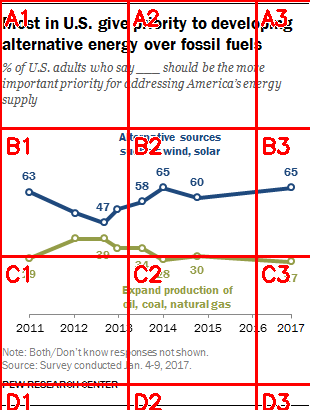 Most in U.S. give priority to developing
alternative energy over fossil fuels
% of U.S. adults who say ___ should be the more
important priority for addressing America's energy
supply
A1 A2 A3
B1 B2 B3
C1 C2 C3
D1 D2 D3
Alternative sources
such as wind, solar
63 47 58 65 60 65
39 34 28 30 27
Expand production of
oil, coal, natural gas
2011 2012 2013 2014 2015 2016 2017
Note: Both/Don't know responses not shown.
Source: Survey conducted Jan. 4-9, 2017.
PEW RESEARCH CENTER